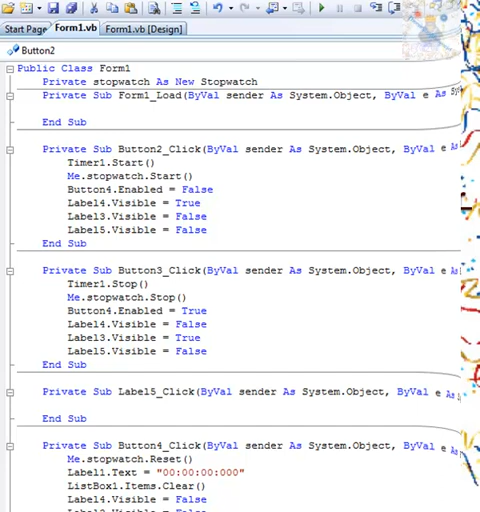 Start Page Form1.vb Form1.vb [Design]
Button2
Public Class Form1
Private stopwatch As New Stopwatch
Private Sub Form1_Load(ByVal sender As System.Object, ByVal e As Sys
End Sub
Private Sub Button2_Click(ByVal sender As System.Object, ByVal e As
Timer1.Start()
Me.stopwatch.Start()
Button4.Enabled = False
Label4.Visible = True
Label3.Visible = False
Label5.Visible = False
End Sub
Private Sub Button3_Click(ByVal sender As System.Object, ByVal e As
Timer1.Stop()
Me.stopwatch.Stop()
Button4.Enabled = True
Label4.Visible = False
Label3.Visible = True
Label5.Visible = False
End Sub
Private Sub Label5_Click(ByVal sender As System.Object, ByVal e As
End Sub
Private Sub Button4_Click(ByVal sender As System.Object, ByVal e As
Me.stopwatch.Reset()
Label1.Text = "00:00:00:000"
ListBox1.Items.Clear()
Label4.Visible = False